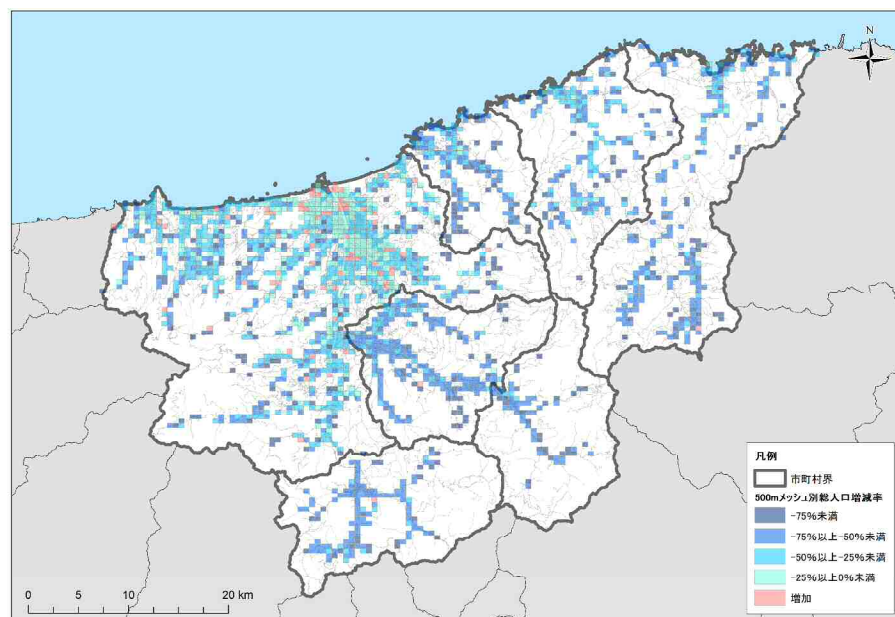 N
凡例
市町村界
500mメッシュ別総人口増減率
-75%未満
-75%以上-50%未満
-50%以上-25%未満
-25%以上0%未満
増加
0 5 10 20 km